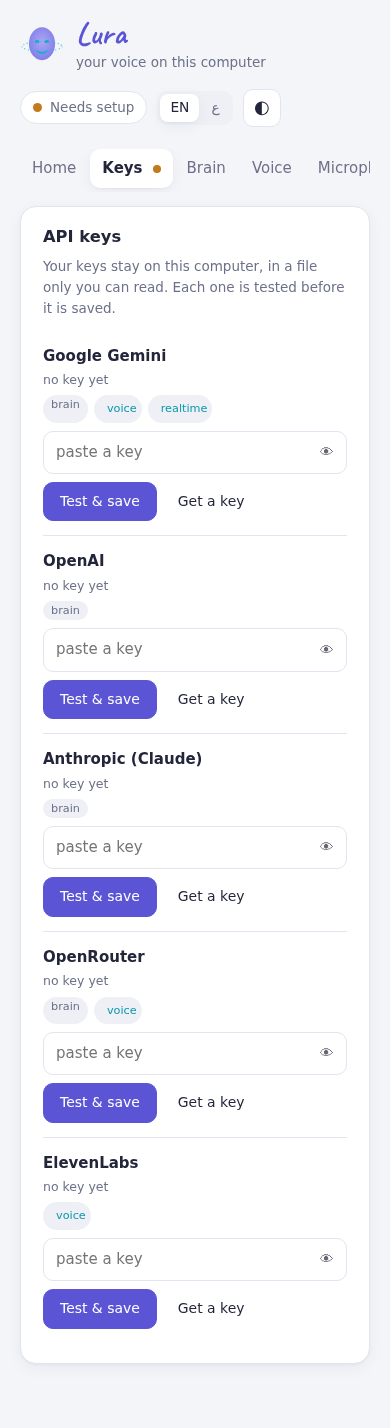 Lura
your voice on this computer
Needs setup
EN
ع
Home
Keys
Brain
Voice
Microp
API keys
Your keys stay on this computer, in a file
only you can read. Each one is tested before
it is saved.
Google Gemini
no key yet
brain voice realtime
paste a key
Test & save Get a key
OpenAI
no key yet
brain
paste a key
Test & save Get a key
Anthropic (Claude)
no key yet
brain
paste a key
Test & save Get a key
OpenRouter
no key yet
brain voice
paste a key
Test & save Get a key
ElevenLabs
no key yet
voice
paste a key
Test & save Get a key